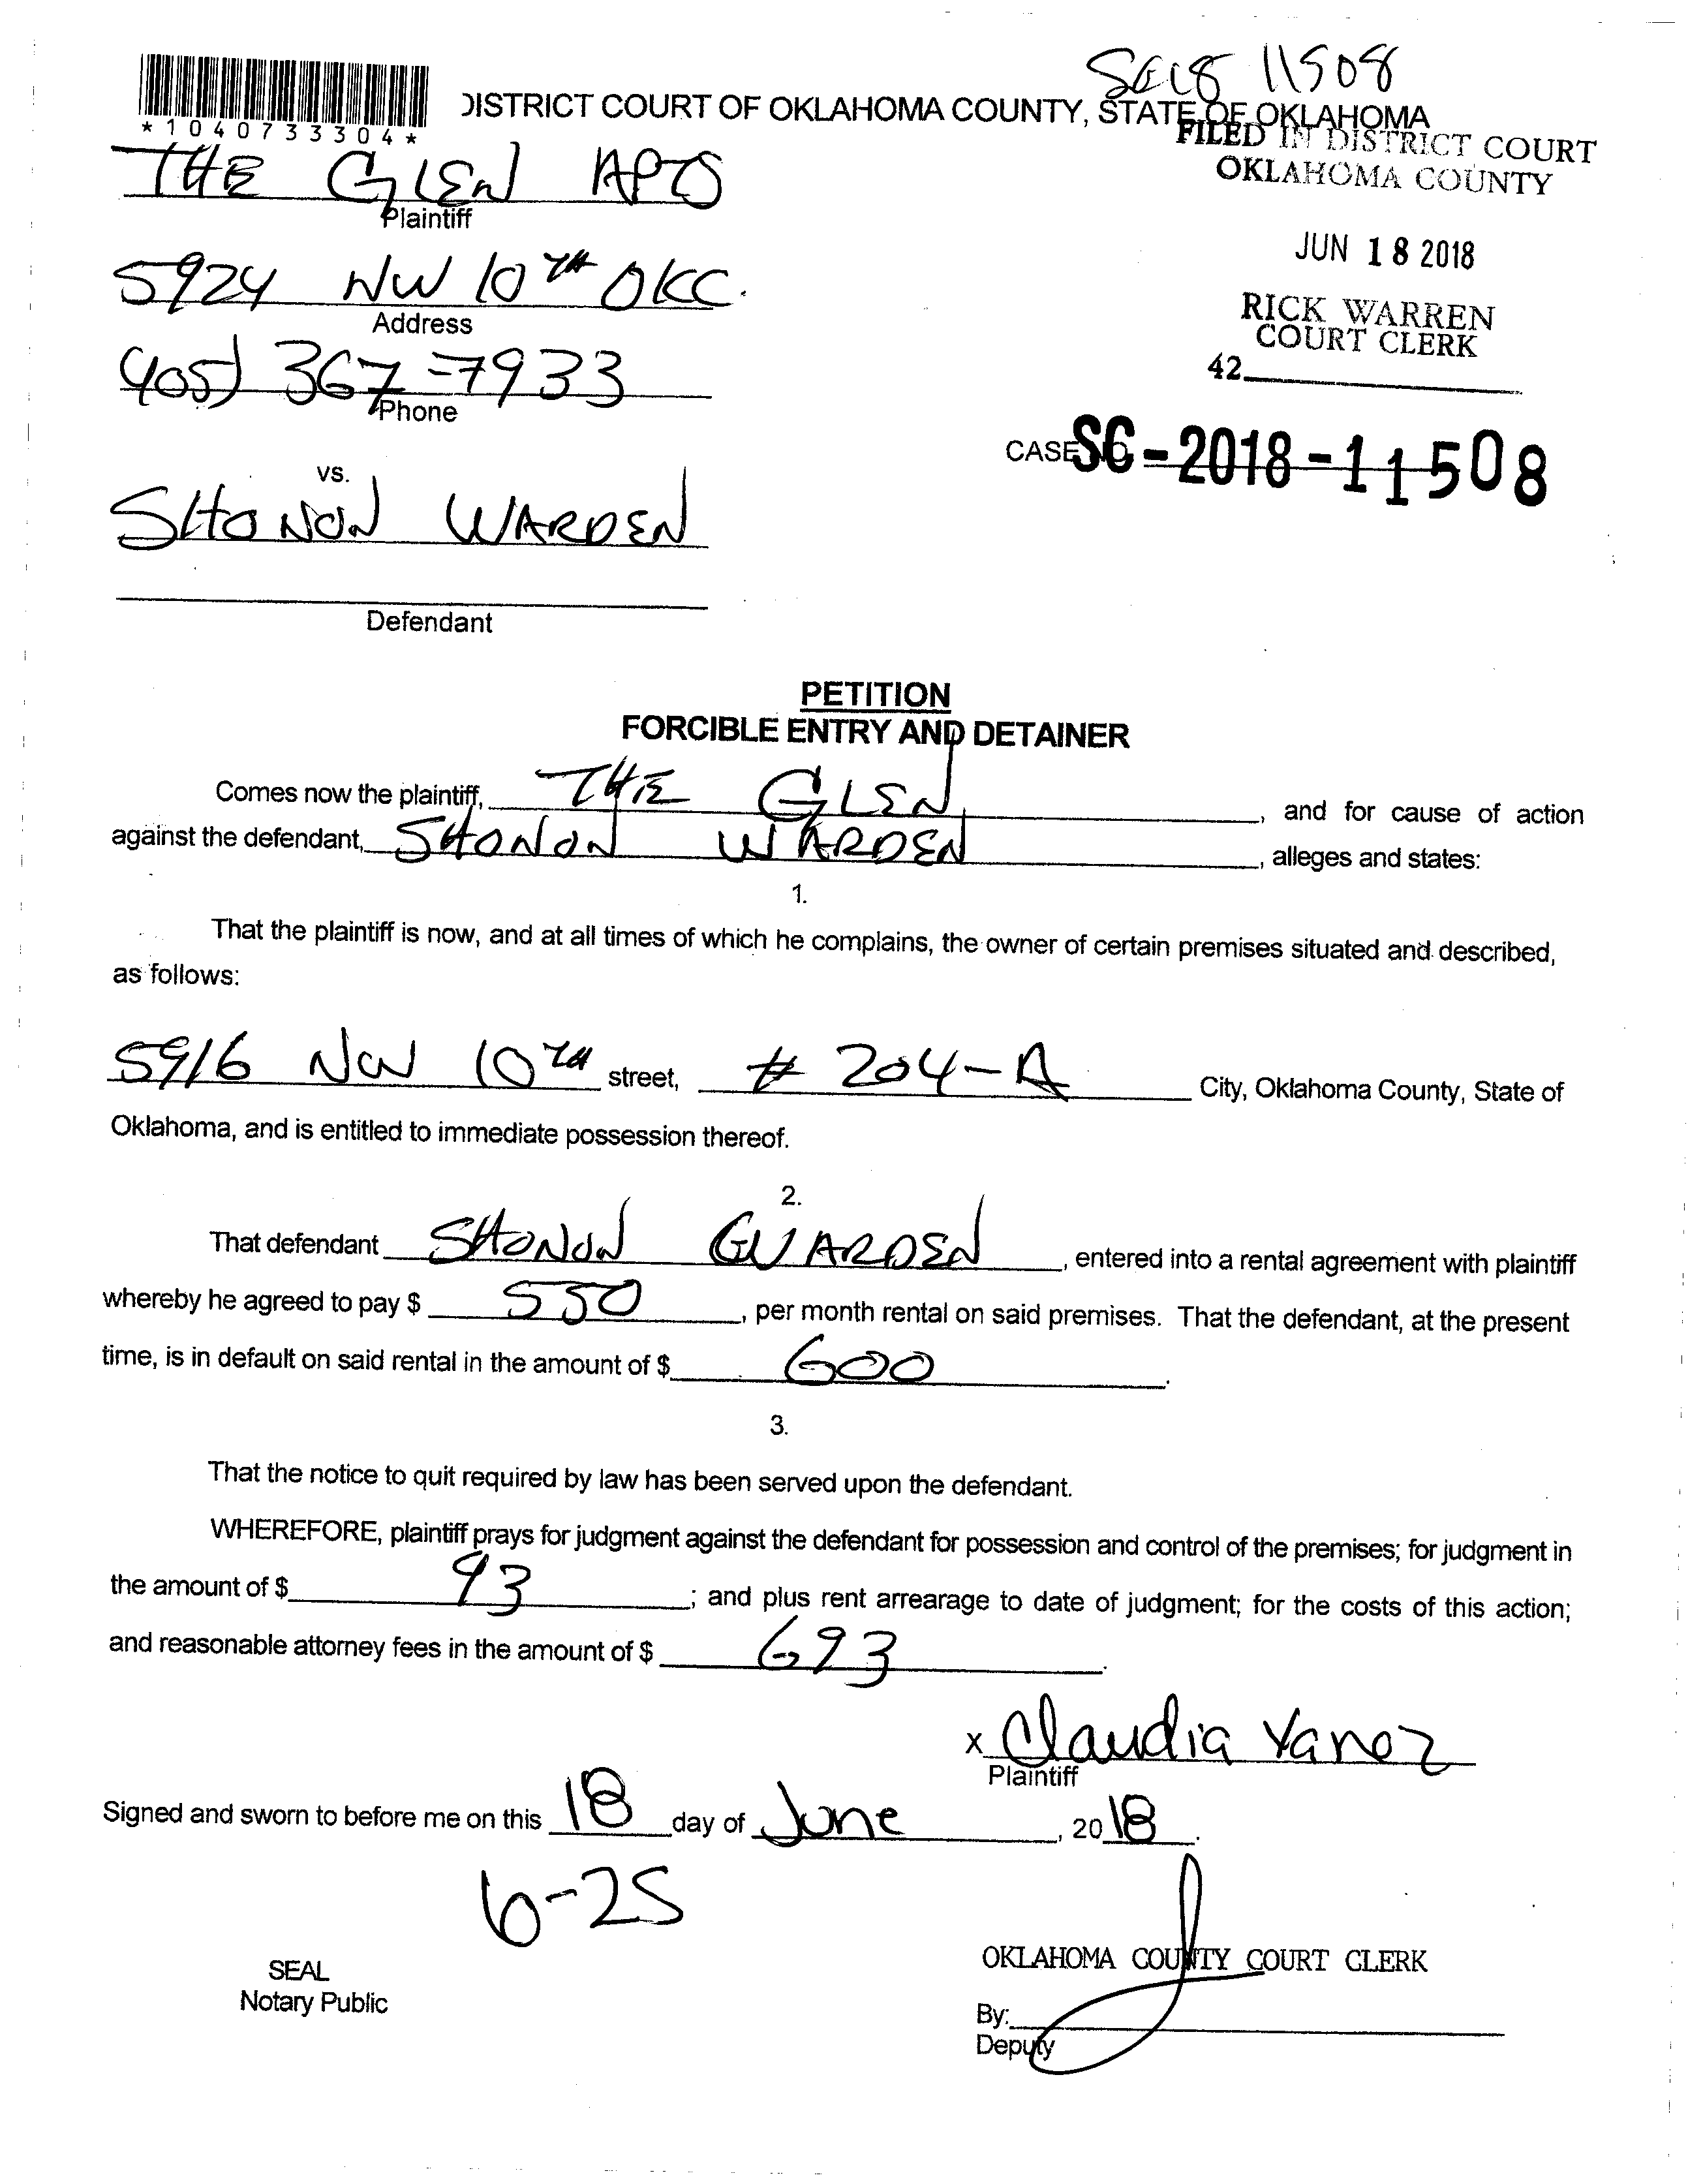 SC18 11508
*1040733304*
DISTRICT COURT OF OKLAHOMA COUNTY, STATE OF OKLAHOMA
FILED IN DISTRICT COURT
OKLAHOMA COUNTY
THE GLEN APTS
Plaintiff
JUN 18 2018
5924 NW 10TH OKC.
Address
RICK WARREN
COURT CLERK
42
405) 367-7933
Phone
CASE NO. SC-2018-11508
vs.
SHONON WARDEN
Defendant
PETITION
FORCIBLE ENTRY AND DETAINER
Comes now the plaintiff, THE GLEN, and for cause of action
against the defendant, SHONON WARDEN, alleges and states:
1.
That the plaintiff is now, and at all times of which he complains, the owner of certain premises situated and described,
as follows:
5916 NW 10TH street, # 204-A City, Oklahoma County, State of
Oklahoma, and is entitled to immediate possession thereof.
2.
That defendant SHONON GUARDEN, entered into a rental agreement with plaintiff
whereby he agreed to pay $ 550, per month rental on said premises. That the defendant, at the present
time, is in default on said rental in the amount of $ 600.
3.
That the notice to quit required by law has been served upon the defendant.
WHEREFORE, plaintiff prays for judgment against the defendant for possession and control of the premises; for judgment in
the amount of $ 93; and plus rent arrearage to date of judgment; for the costs of this action;
and reasonable attorney fees in the amount of $ 693.
x Claudia Yanez
Plaintiff
Signed and sworn to before me on this 18 day of June, 2018.
6-25
SEAL
Notary Public
OKLAHOMA COUNTY COURT CLERK
By:
Deputy